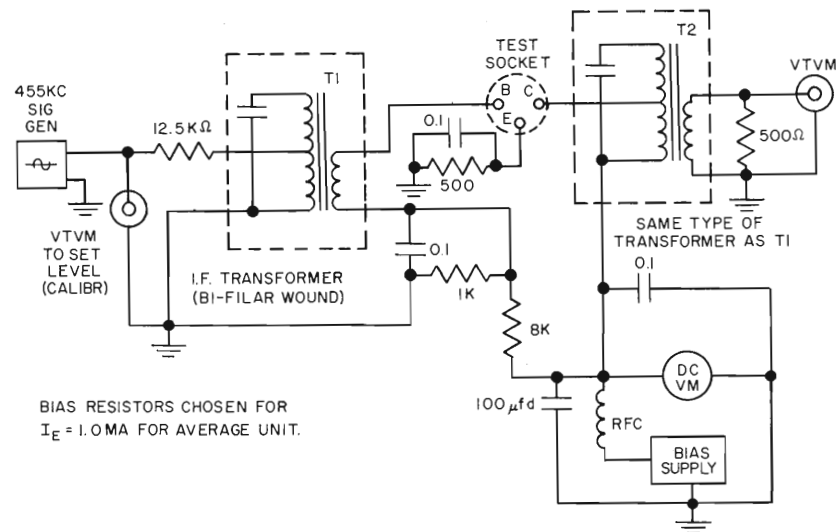 455KC
SIG
GEN
12.5KΩ
VTVM
TO SET
LEVEL
(CALIBR)
T1
I.F. TRANSFORMER
(BI-FILAR WOUND)
0.1
500
TEST
SOCKET
B C
E
T2
VTVM
500Ω
SAME TYPE OF
TRANSFORMER AS T1
0.1
1K
8K
0.1
100µfd
RFC
DC
VM
BIAS
SUPPLY
BIAS RESISTORS CHOSEN FOR
IE = 1.0 MA FOR AVERAGE UNIT.